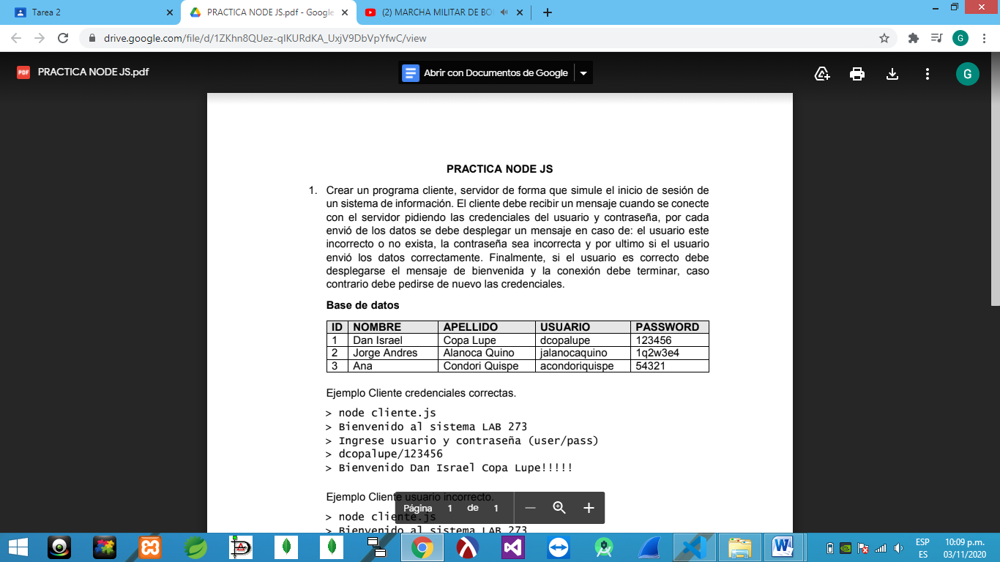 Tarea 2
PRACTICA NODE JS.pdf - Google
(2) MARCHA MILITAR DE BO
drive.google.com/file/d/1ZKhn8QUez-qIKURdKA_UxjV9DbVpYfwC/view
G
PDF PRACTICA NODE JS.pdf
Abrir con Documentos de Google
G
PRACTICA NODE JS
1. Crear un programa cliente, servidor de forma que simule el inicio de sesión de
un sistema de información. El cliente debe recibir un mensaje cuando se conecte
con el servidor pidiendo las credenciales del usuario y contraseña, por cada
envió de los datos se debe desplegar un mensaje en caso de: el usuario este
incorrecto o no exista, la contraseña sea incorrecta y por ultimo si el usuario
envió los datos correctamente. Finalmente, si el usuario es correcto debe
desplegarse el mensaje de bienvenida y la conexión debe terminar, caso
contrario debe pedirse de nuevo las credenciales.
Base de datos
ID NOMBRE APELLIDO USUARIO PASSWORD
1 Dan Israel Copa Lupe dcopalupe 123456
2 Jorge Andres Alanoca Quino jalanocaquino 1q2w3e4
3 Ana Condori Quispe acondoriquispe 54321
Ejemplo Cliente credenciales correctas.
> node cliente.js
> Bienvenido al sistema LAB 273
> Ingrese usuario y contraseña (user/pass)
> dcopalupe/123456
> Bienvenido Dan Israel Copa Lupe!!!!!
Ejemplo Cliente usuario incorrecto.
Página 1 de 1
> node cliente.js
> Bienvenido al sistema LAB 273
ESP
ES
10:09 p.m.
03/11/2020